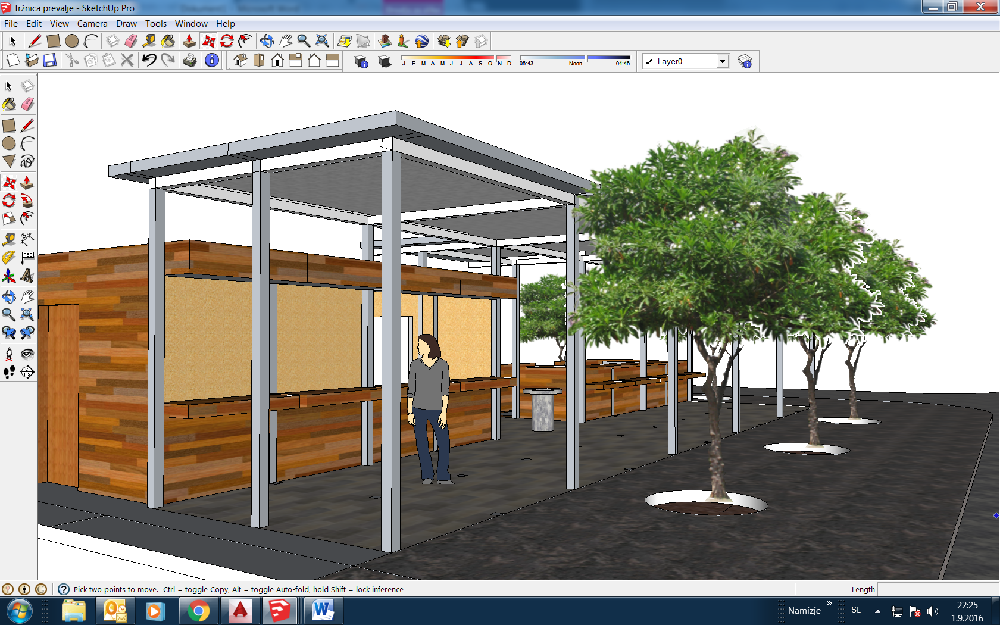 tržnica prevalje - SketchUp Pro
File Edit View Camera Draw Tools Window Help
J F M A M J J A S O N D
06:43 Noon 04:46
Layer0
ABC
Pick two points to move. Ctrl = toggle Copy, Alt = toggle Auto-fold, hold Shift = lock inference
Length
Namizje
SL
22:25
1.9.2016